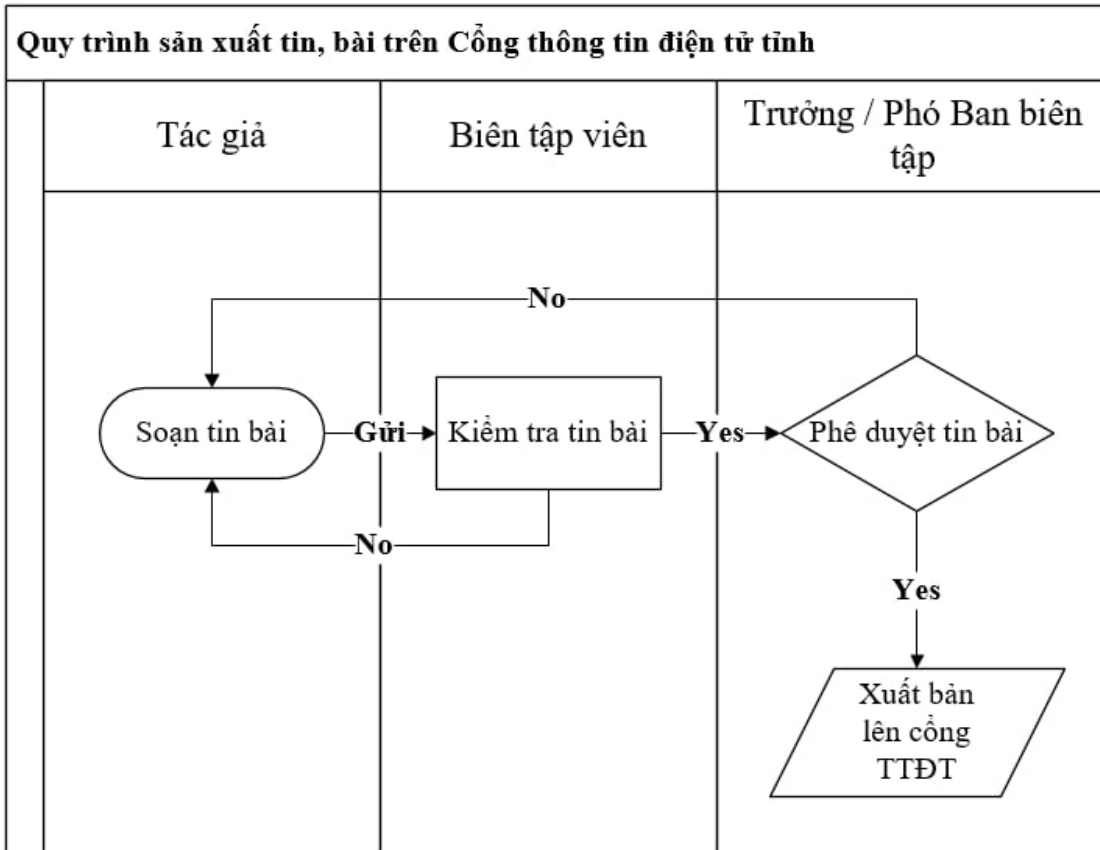 Quy trình sản xuất tin, bài trên Cổng thông tin điện tử tỉnh
Tác giả
Biên tập viên
Trưởng / Phó Ban biên
tập
No
Soạn tin bài
Gửi
Kiểm tra tin bài
Yes
Phê duyệt tin bài
No
Yes
Xuất bản
lên cổng
TTĐT